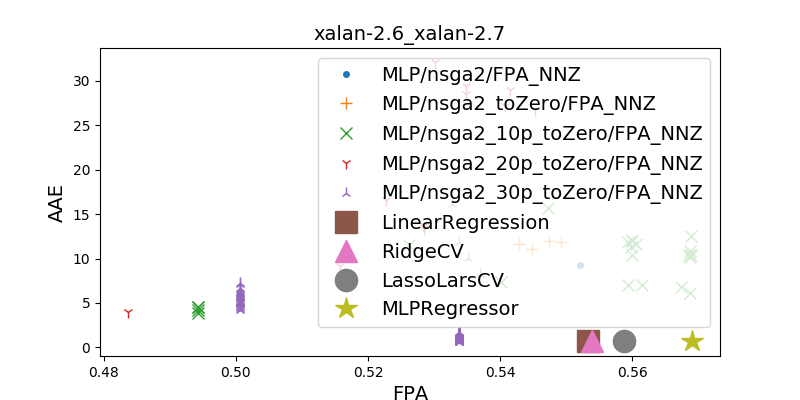 xalan-2.6_xalan-2.7
AAE
30
25
20
15
10
5
0
MLP/nsga2/FPA_NNZ
MLP/nsga2_toZero/FPA_NNZ
MLP/nsga2_10p_toZero/FPA_NNZ
MLP/nsga2_20p_toZero/FPA_NNZ
MLP/nsga2_30p_toZero/FPA_NNZ
LinearRegression
RidgeCV
LassoLarsCV
MLPRegressor
0.48 0.50 0.52 0.54 0.56
FPA